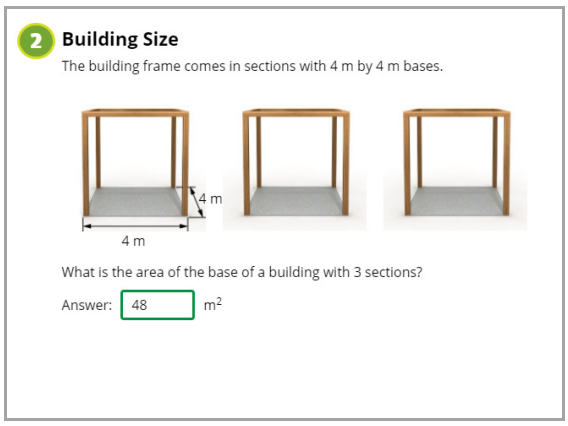 2 Building Size
The building frame comes in sections with 4 m by 4 m bases.
4 m
4 m
What is the area of the base of a building with 3 sections?
Answer: 48 m²